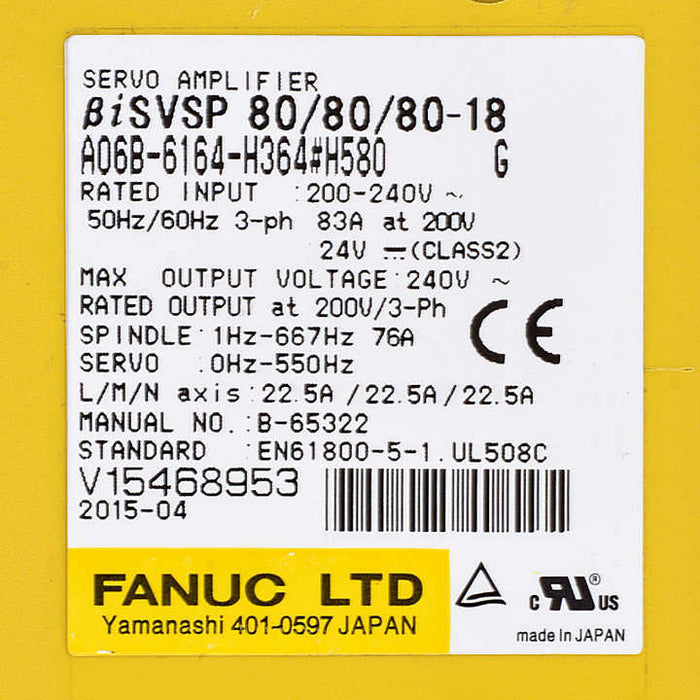 SERVO AMPLIFIER
βiSVSP 80/80/80-18
A06B-6164-H364#H580 G
RATED INPUT :200-240V ~
50Hz/60Hz 3-ph 83A at 200V
24V ⎓(CLASS2)
MAX OUTPUT VOLTAGE:240V ~
RATED OUTPUT at 200V/3-Ph
SPINDLE:1Hz-667Hz 76A
SERVO :0Hz-550Hz
L/M/N axis:22.5A/22.5A/22.5A
MANUAL NO.:B-65322
STANDARD :EN61800-5-1.UL508C
V15468953
2015-04
CE
FANUC LTD
Yamanashi 401-0597 JAPAN
c RU® US
made in JAPAN